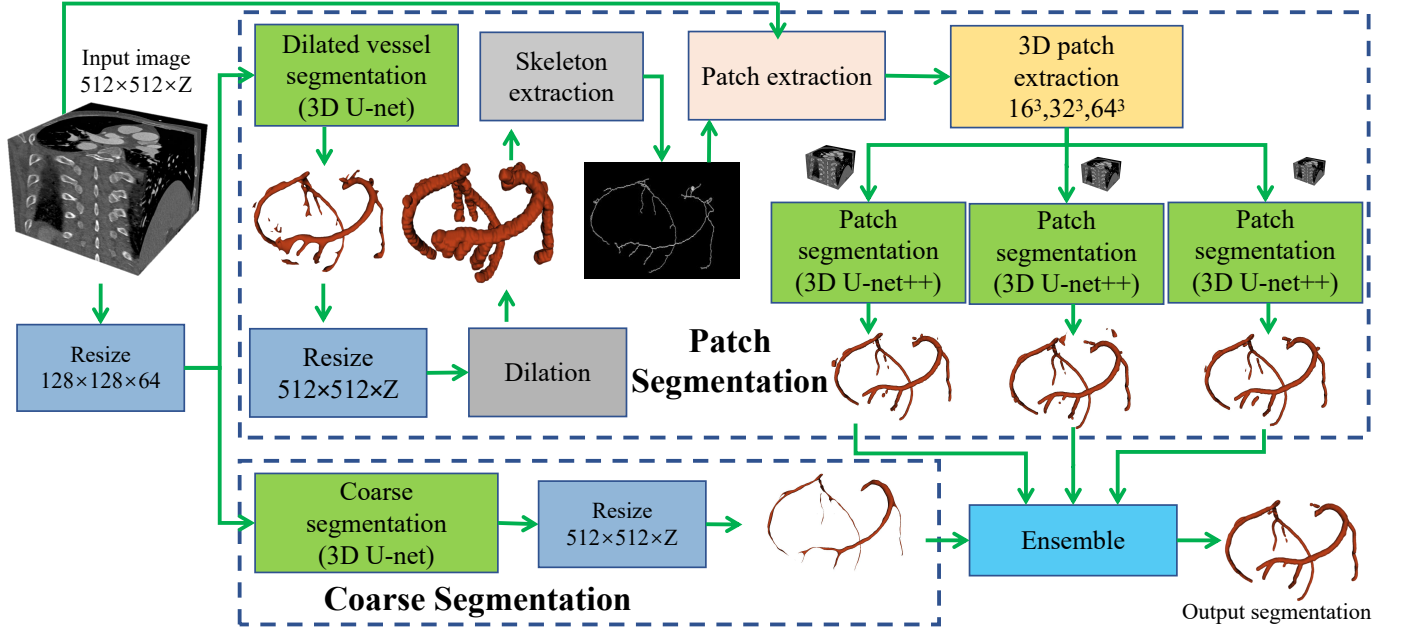 Input image
512×512×Z
Dilated vessel
segmentation
(3D U-net)
Skeleton
extraction
Patch extraction
3D patch
extraction
16³,32³,64³
Patch
segmentation
(3D U-net++)
Patch
segmentation
(3D U-net++)
Patch
segmentation
(3D U-net++)
Resize
128×128×64
Resize
512×512×Z
Dilation
Patch
Segmentation
Coarse
segmentation
(3D U-net)
Resize
512×512×Z
Ensemble
Coarse Segmentation
Output segmentation